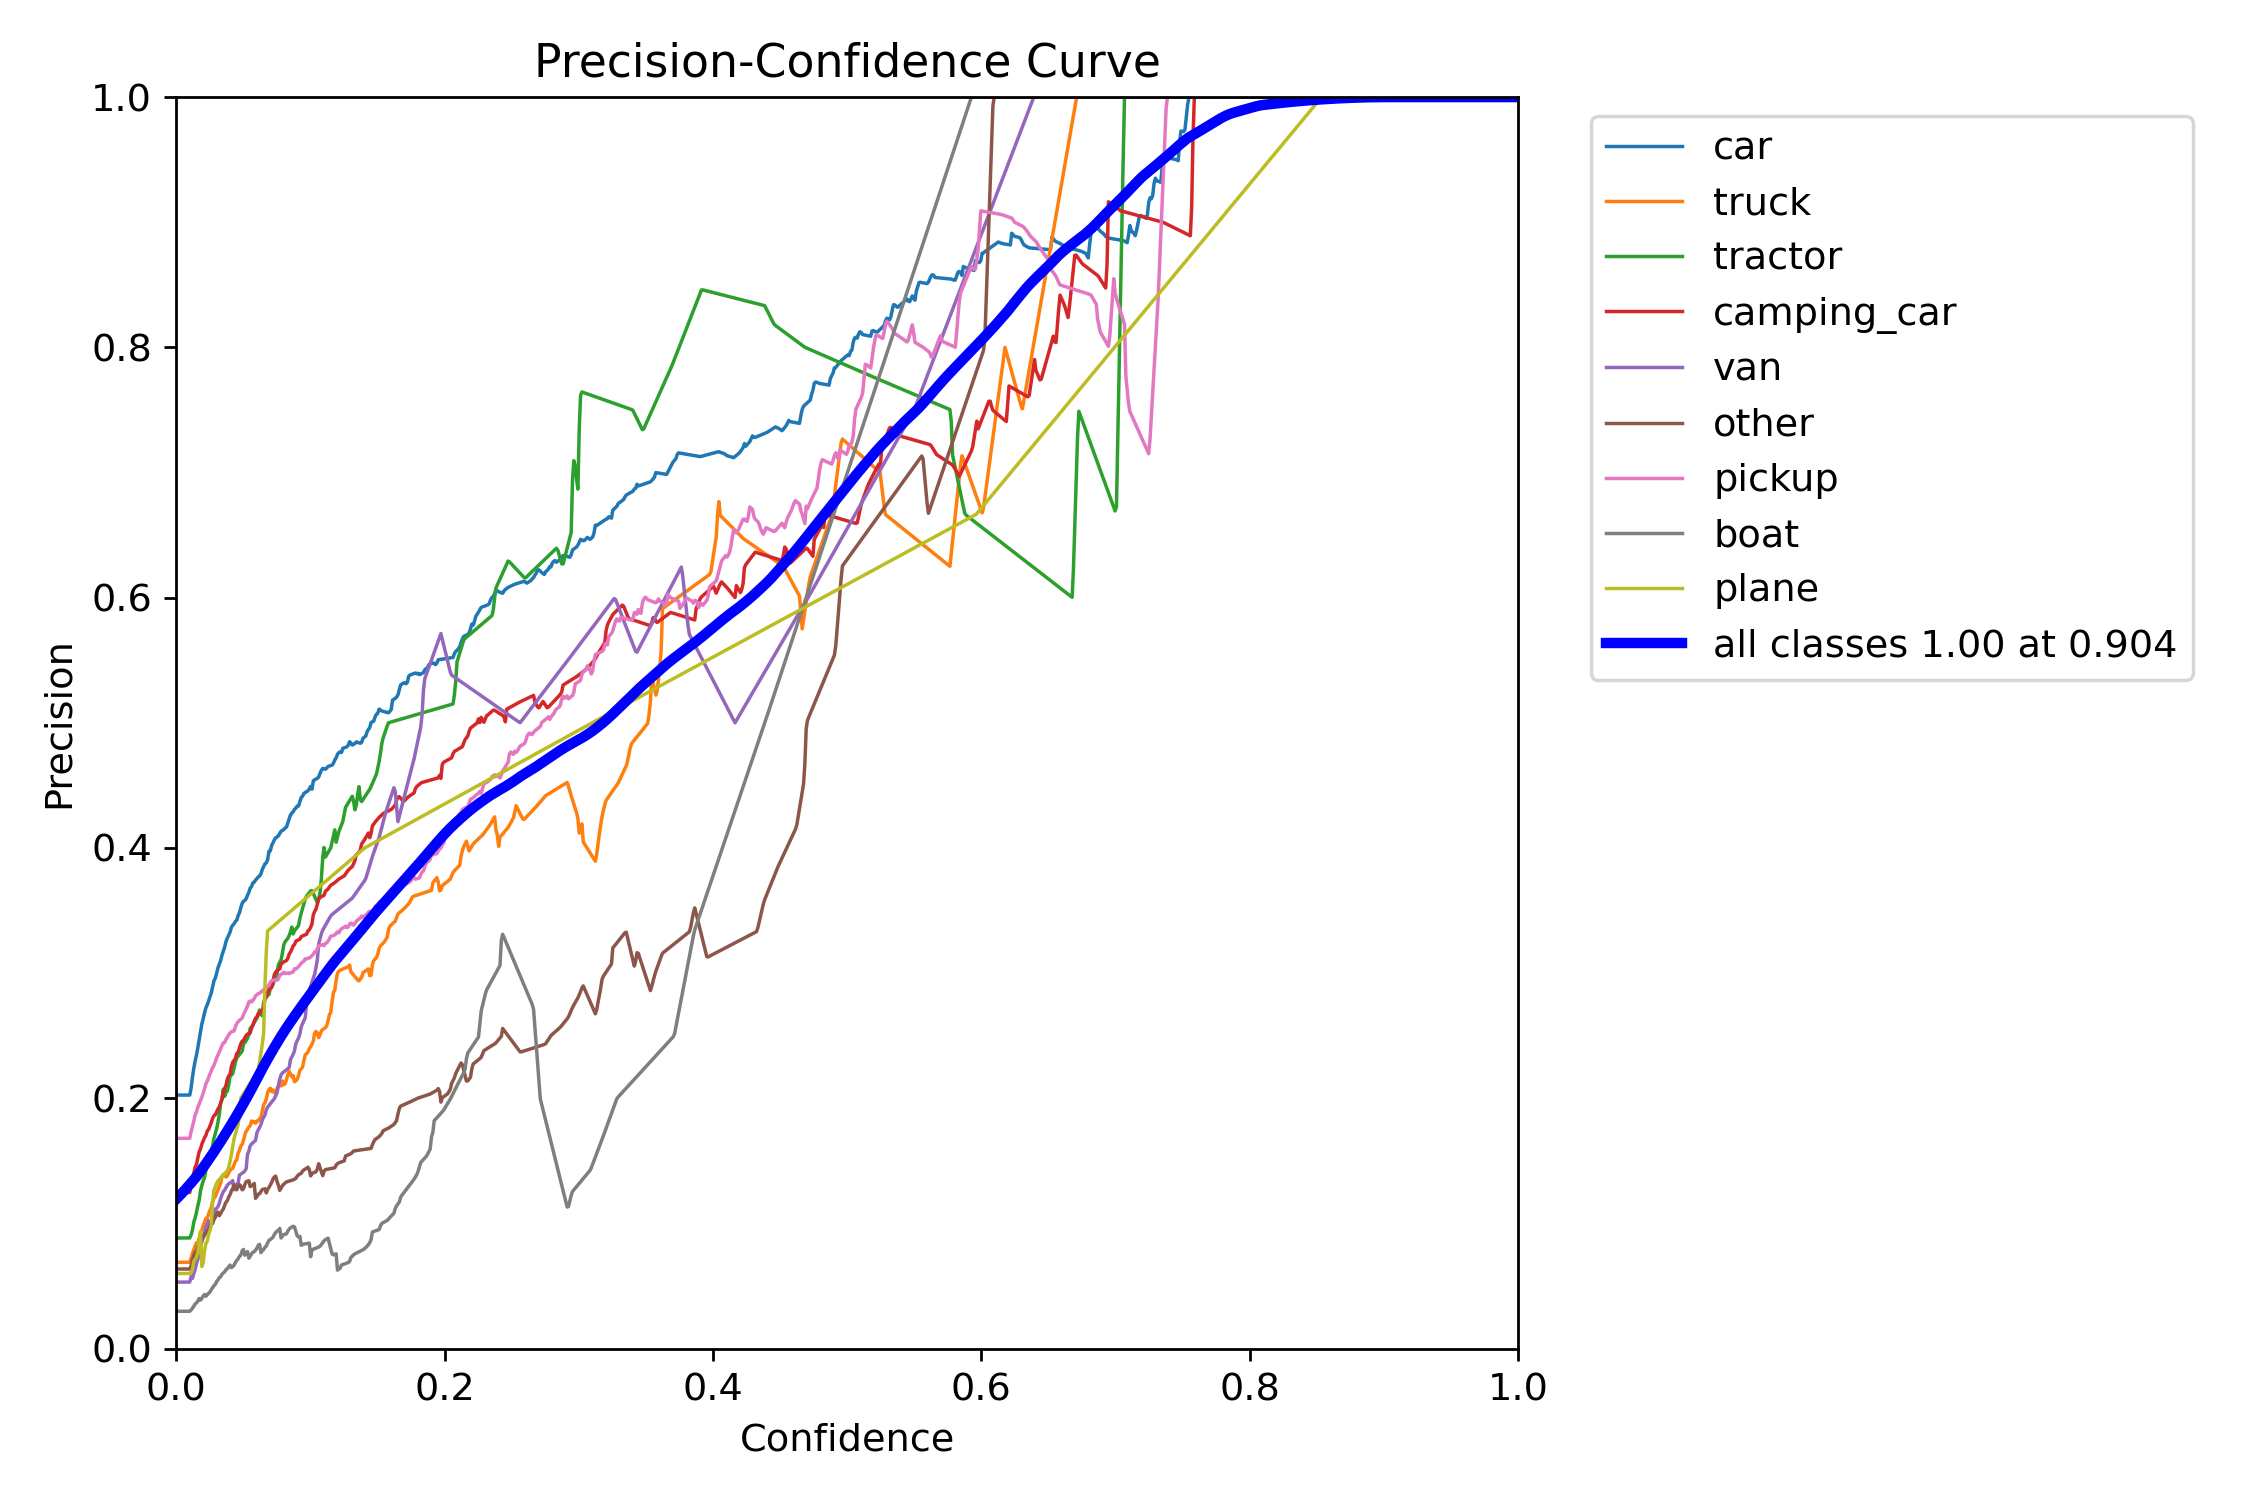 Precision-Confidence Curve
1.0
0.8
0.6
0.4
0.2
0.0
Precision
0.0 0.2 0.4 0.6 0.8 1.0
Confidence
car
truck
tractor
camping_car
van
other
pickup
boat
plane
all classes 1.00 at 0.904